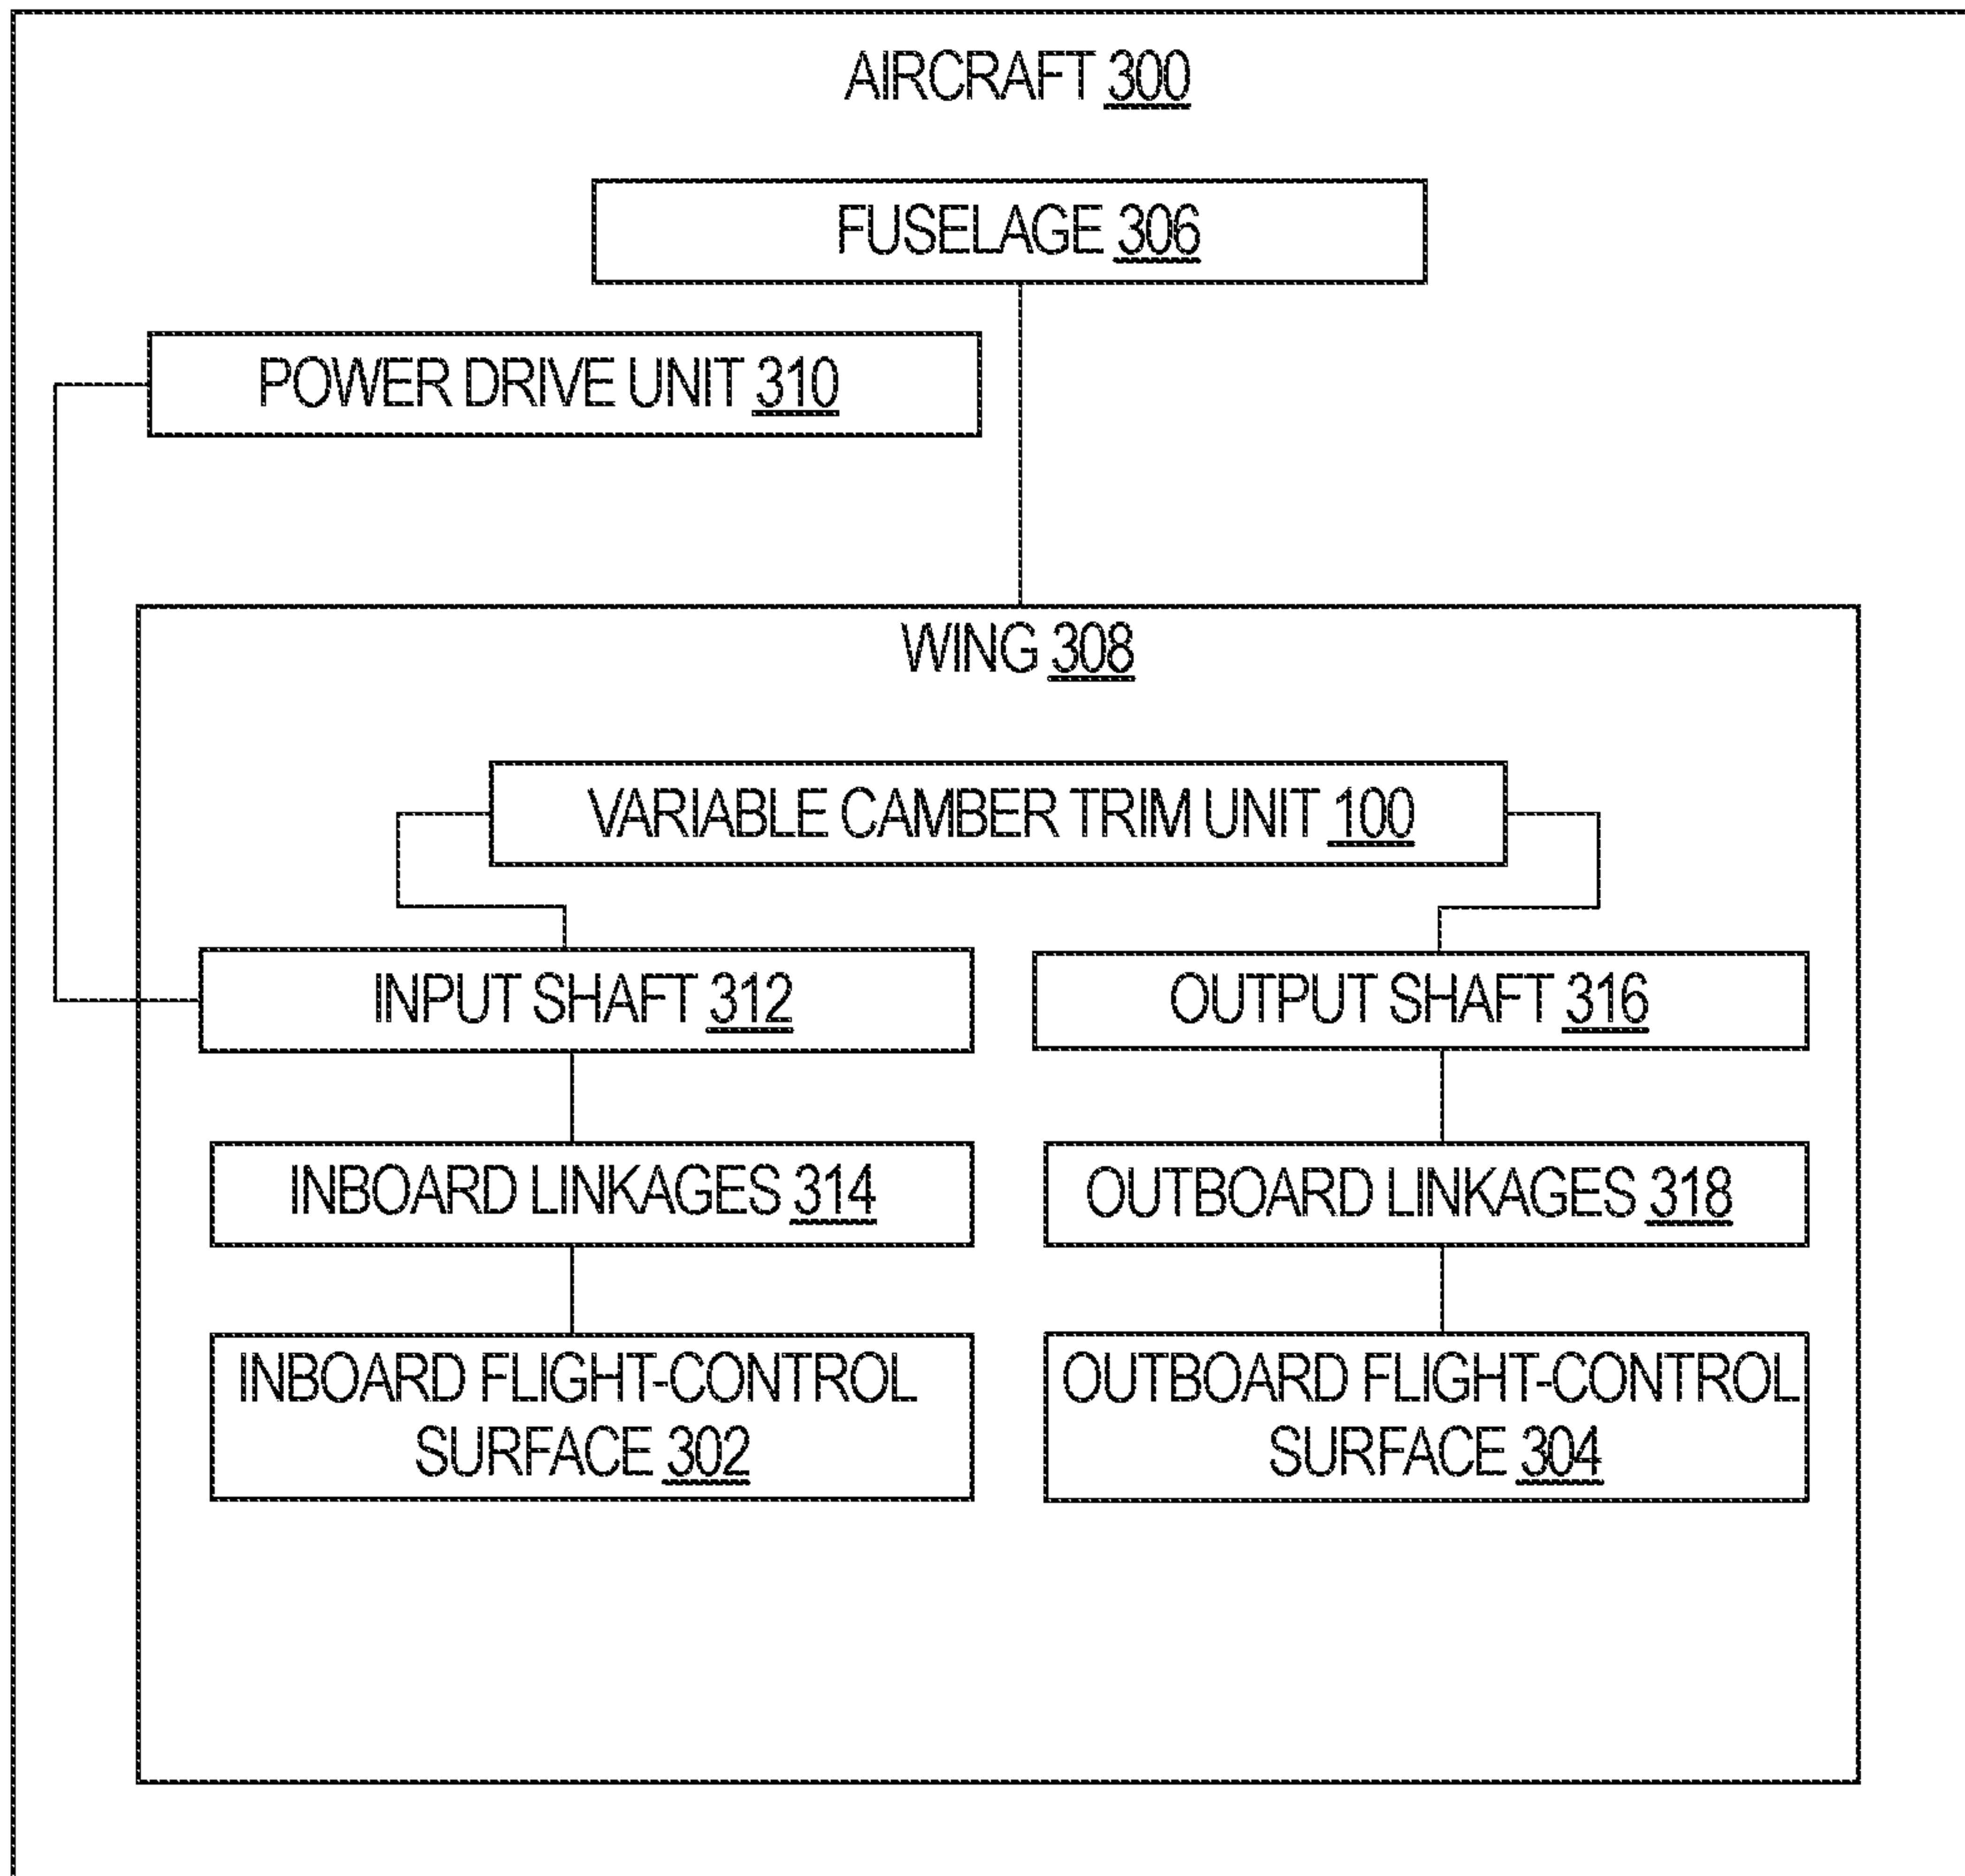 AIRCRAFT 300
FUSELAGE 306
POWER DRIVE UNIT 310
WING 308
VARIABLE CAMBER TRIM UNIT 100
INPUT SHAFT 312
OUTPUT SHAFT 316
INBOARD LINKAGES 314
OUTBOARD LINKAGES 318
INBOARD FLIGHT-CONTROL
SURFACE 302
OUTBOARD FLIGHT-CONTROL
SURFACE 304